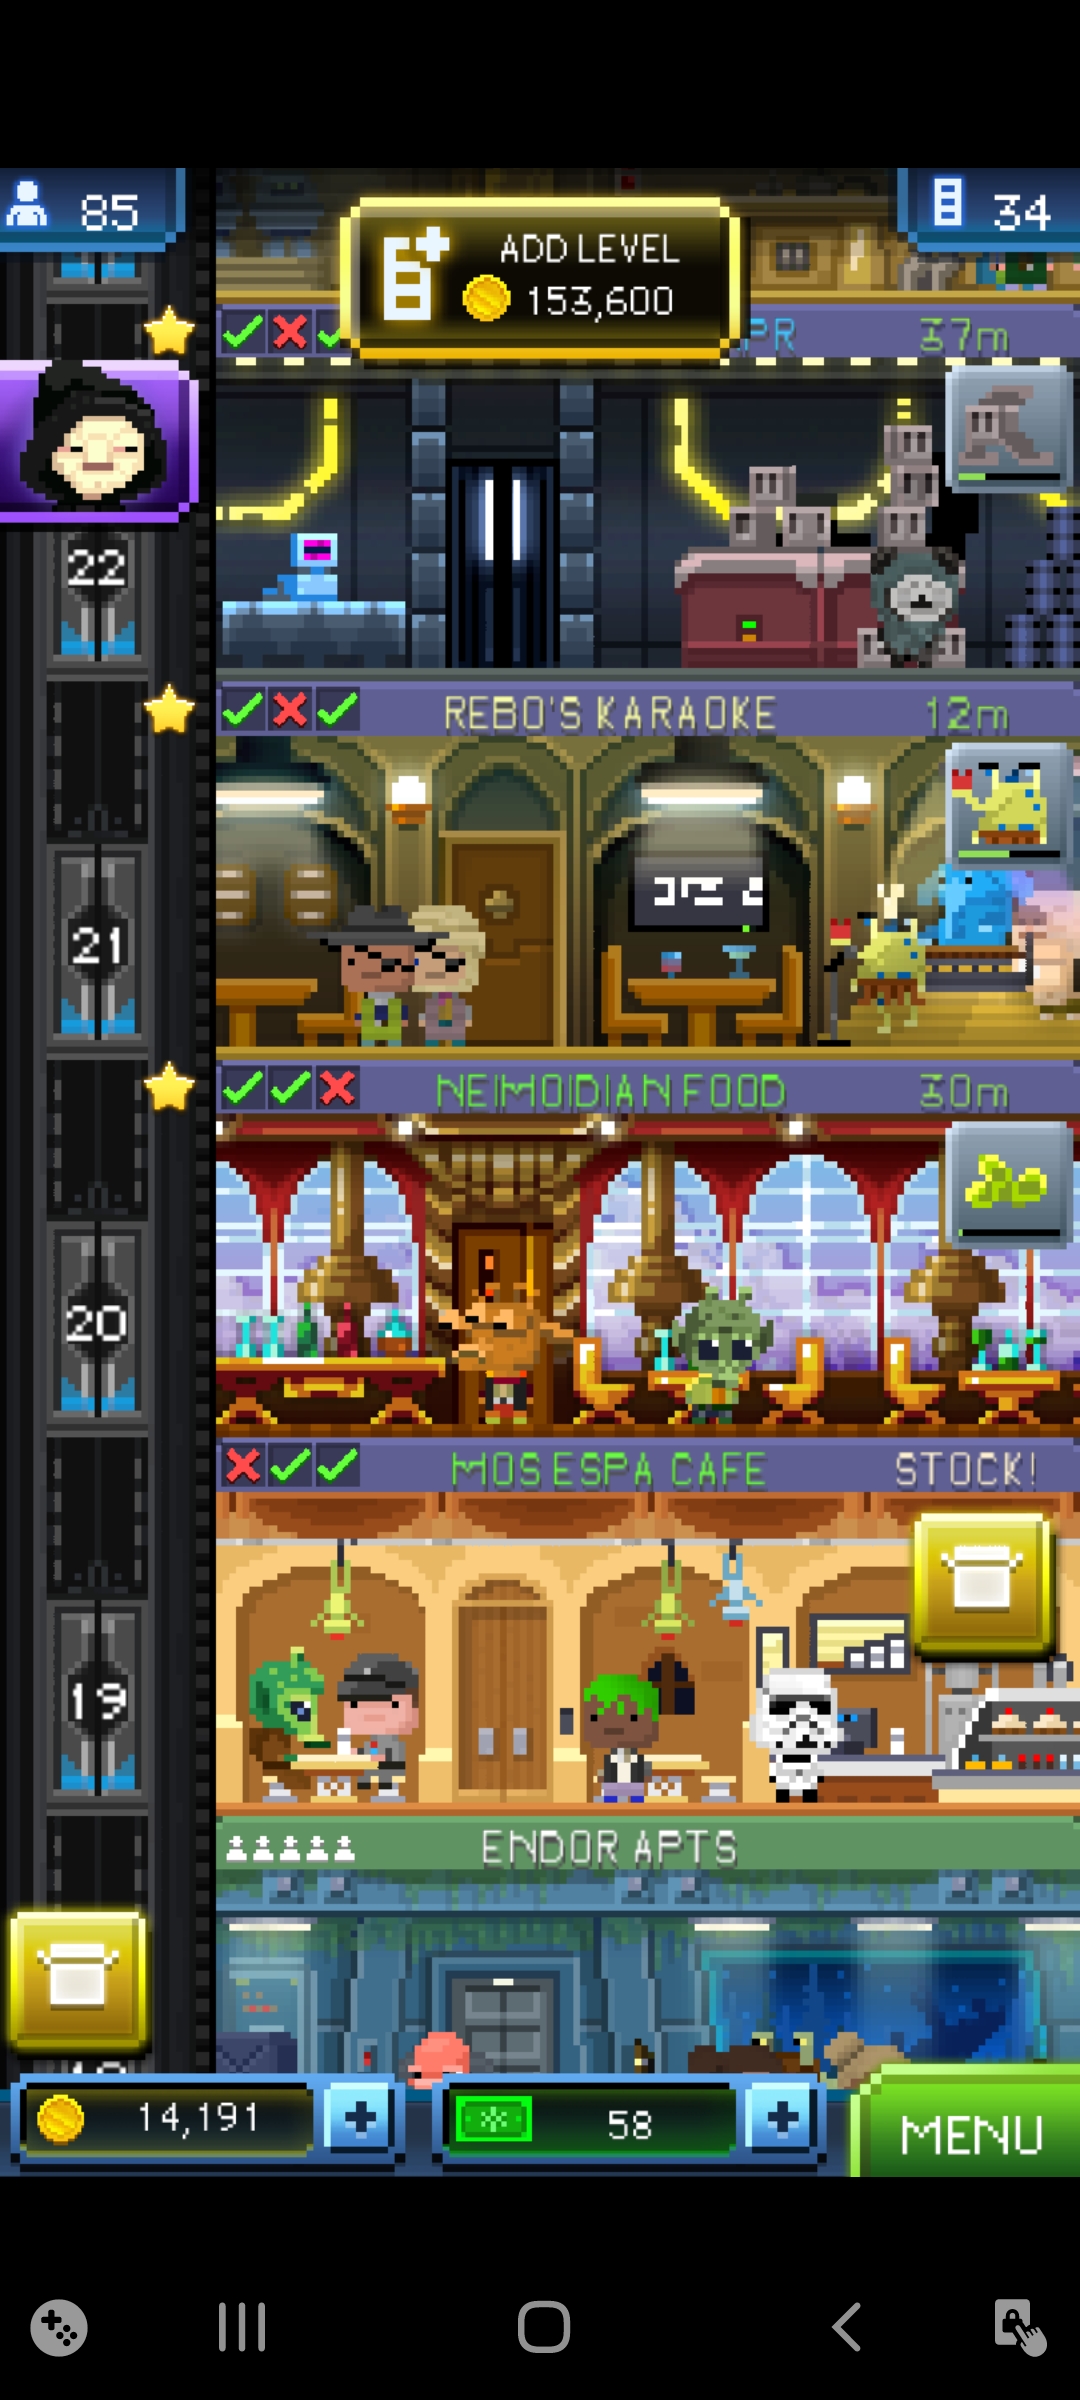 85
ADD LEVEL
153,600
34
PR
37m
22
REBO'S KARAOKE
12m
21
NEIMOIDIAN FOOD
30m
20
MOS ESPA CAFE
STOCK!
19
ENDOR APTS
14,191
58
MENU